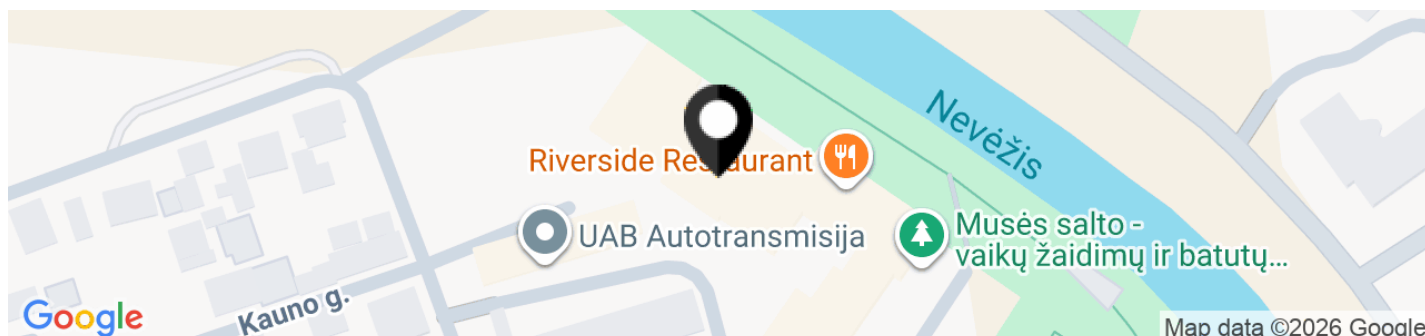 Nevėžis
Riverside Restaurant
UAB Autotransmisija
Musės salto -
vaikų žaidimų ir batutų...
Kauno g.
Google
Map data ©2026 Google